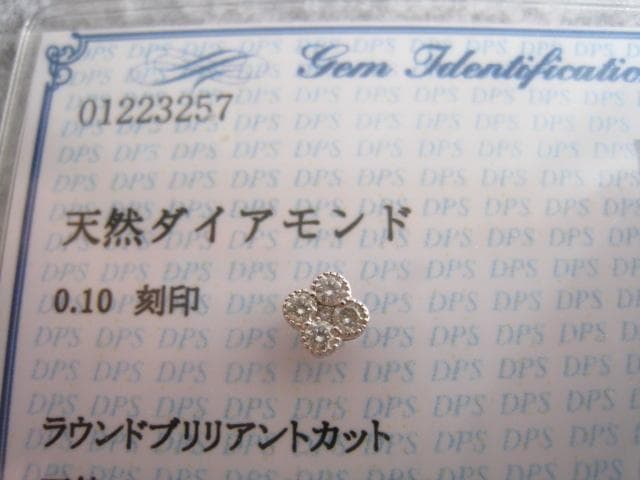 Gem Identificatio
01223257
天然ダイアモンド
0.10 刻印
ラウンドブリリアントカット